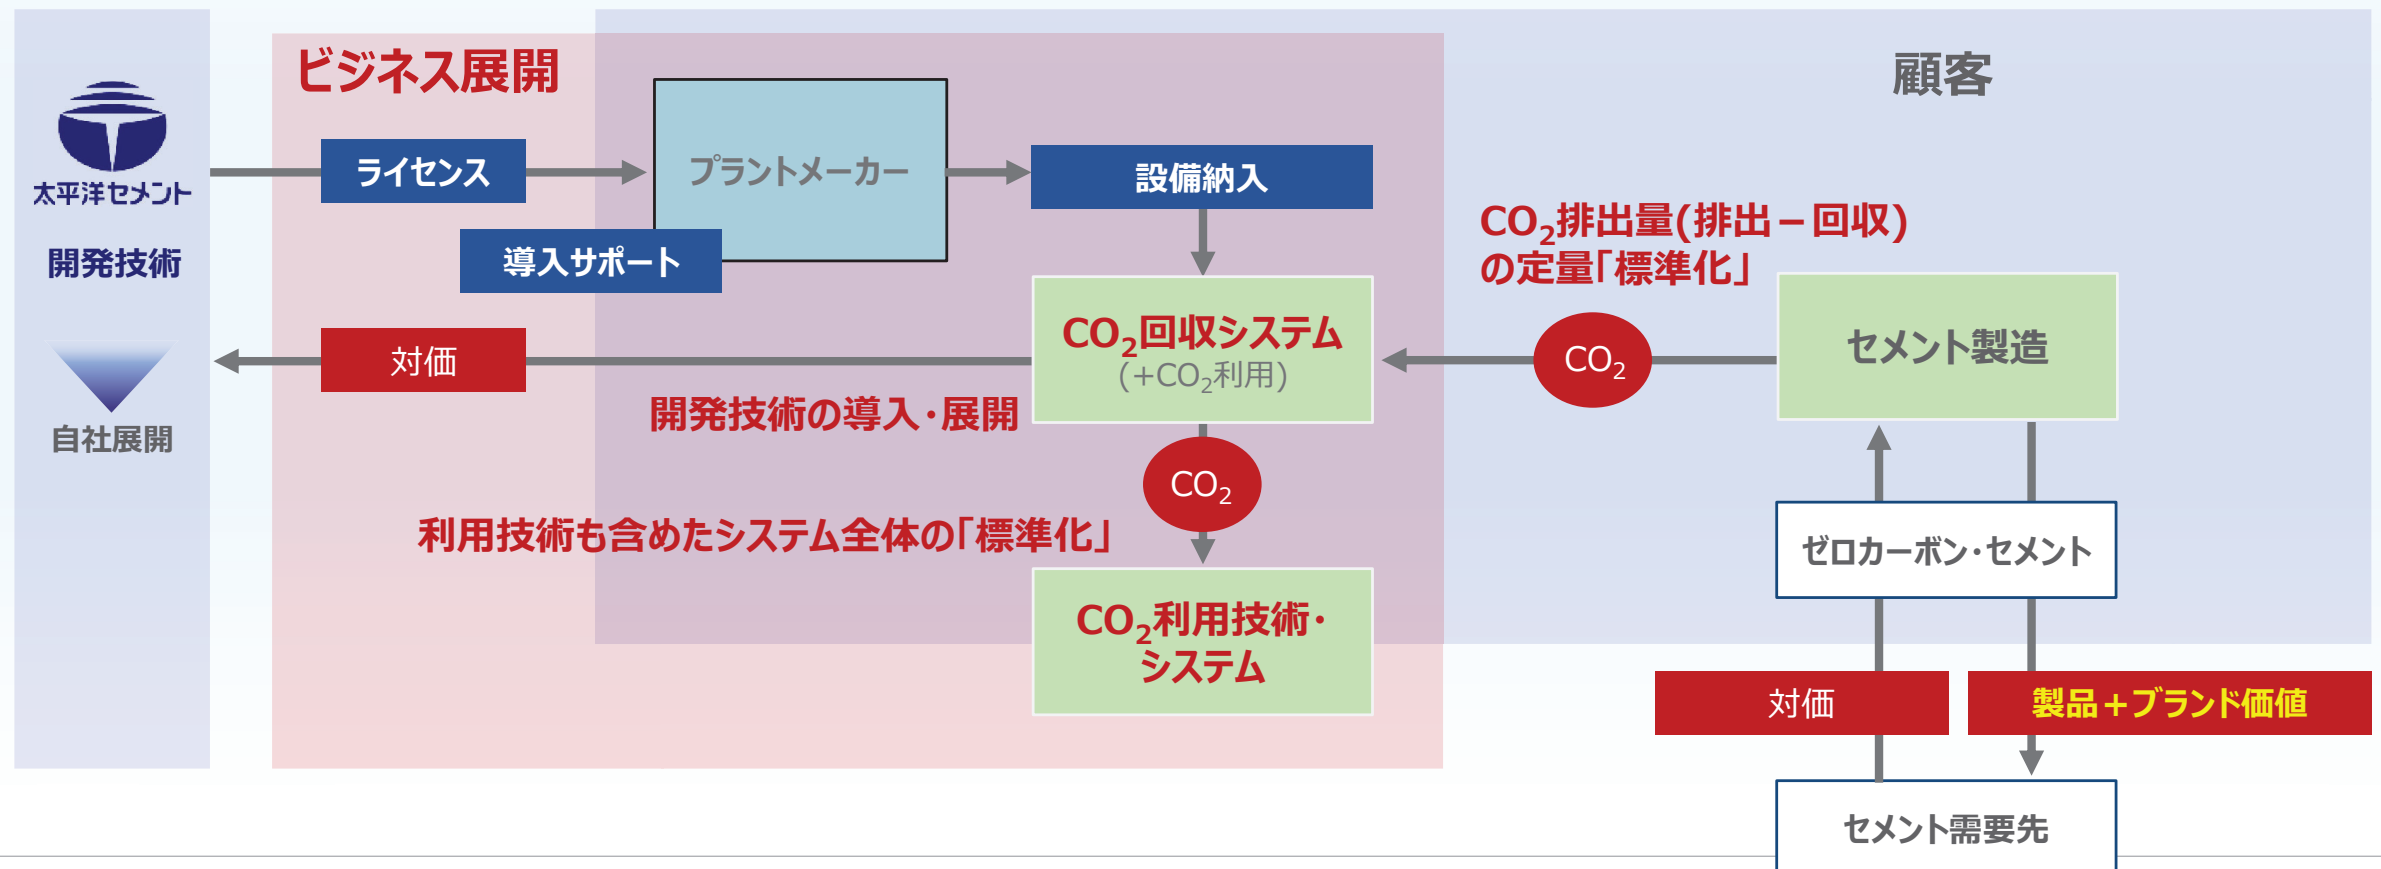 ビジネス展開
顧客
太平洋セメント
開発技術
自社展開
ライセンス
プラントメーカー
設備納入
導入サポート
対価
CO₂回収システム
(+CO₂利用)
開発技術の導入・展開
CO₂
利用技術も含めたシステム全体の「標準化」
CO₂利用技術・
システム
CO₂排出量(排出－回収)
の定量「標準化」
CO₂
セメント製造
ゼロカーボン・セメント
対価
製品＋ブランド価値
セメント需要先